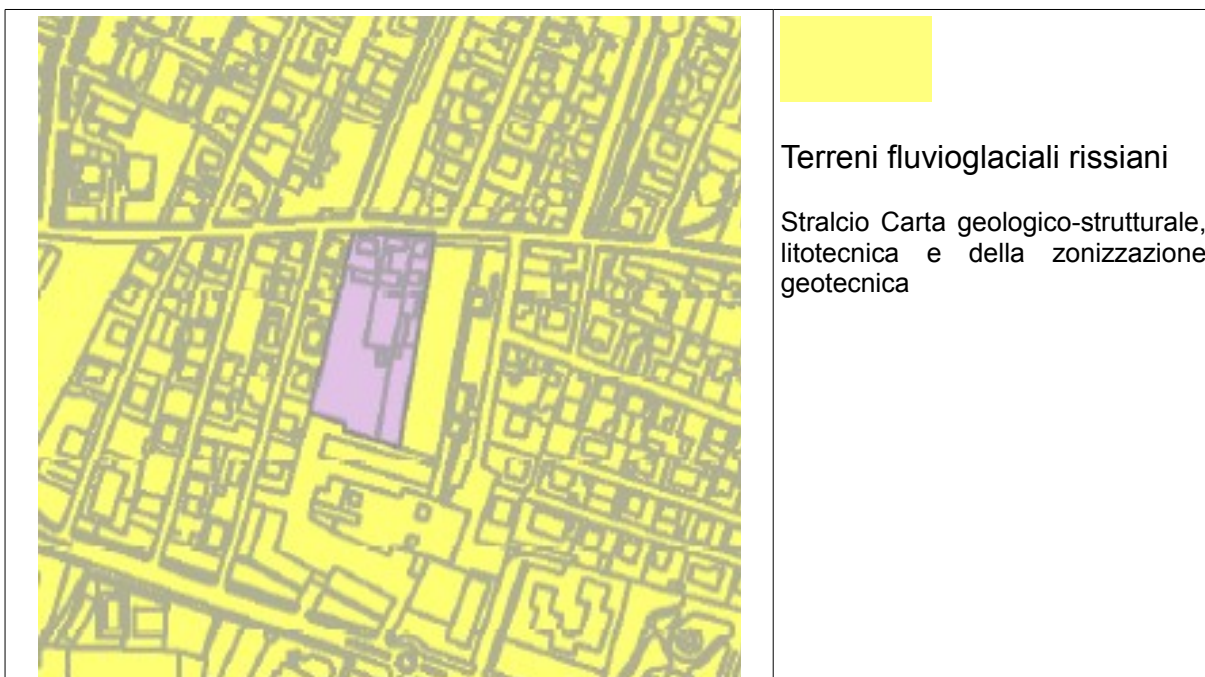 Terreni fluvioglaciali rissiani
Stralcio Carta geologico-strutturale,
litotecnica e della zonizzazione
geotecnica